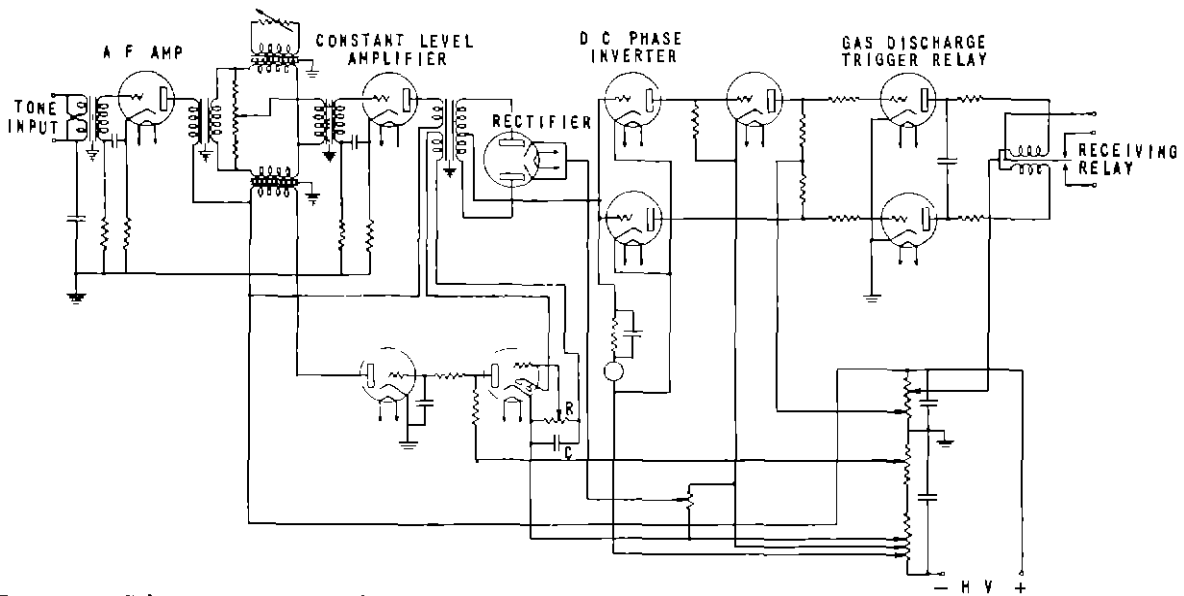 A F AMP
CONSTANT LEVEL
AMPLIFIER
D C PHASE
INVERTER
GAS DISCHARGE
TRIGGER RELAY
TONE
INPUT
RECTIFIER
RECEIVING
RELAY
R
C
— H V +